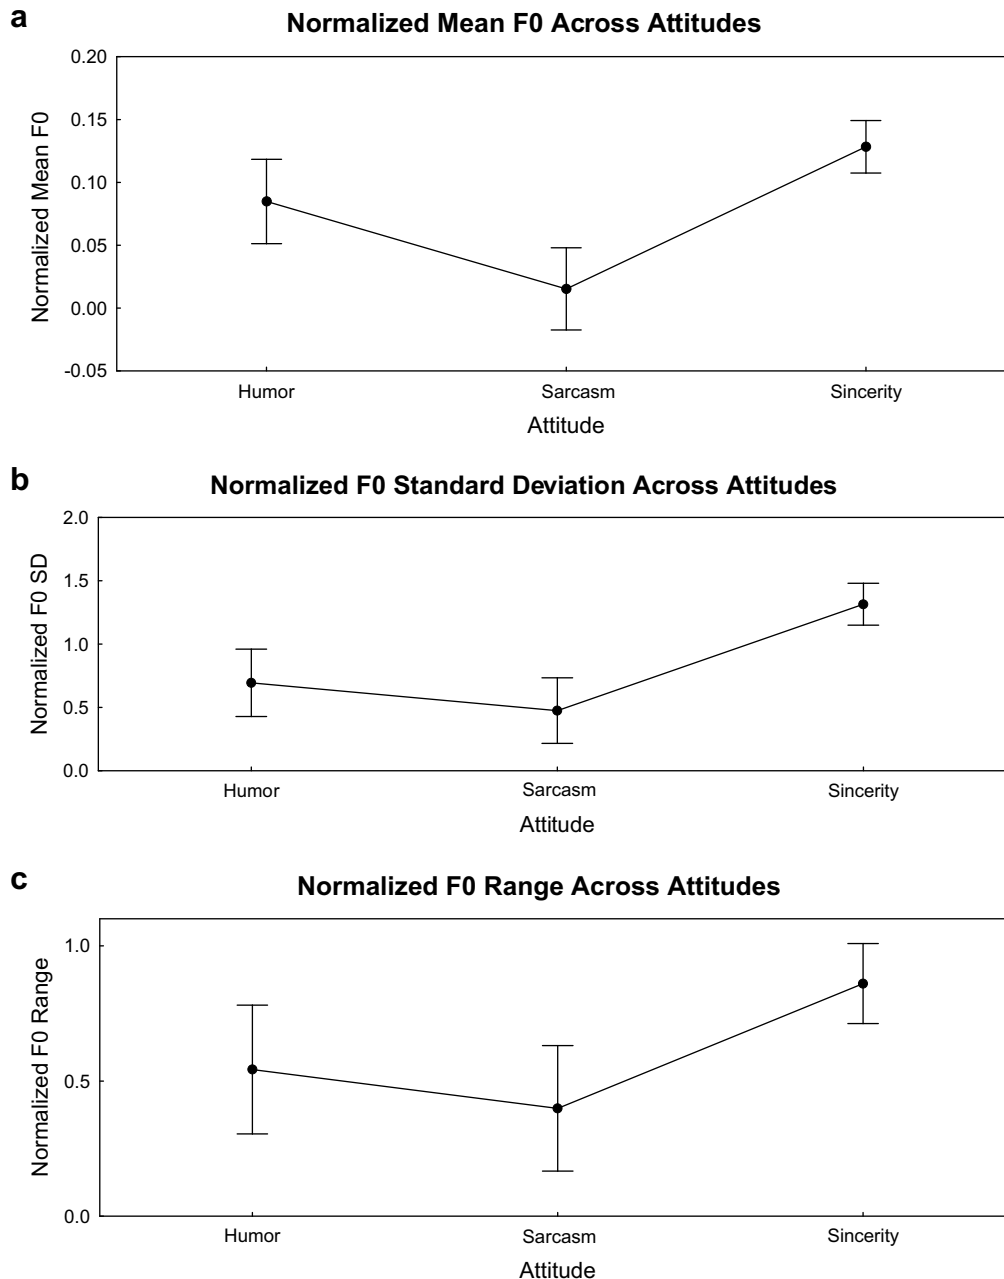 a
Normalized Mean F0 Across Attitudes
0.20
0.15
0.10
0.05
0.00
-0.05
Normalized Mean F0
Humor Sarcasm Sincerity
Attitude
b
Normalized F0 Standard Deviation Across Attitudes
2.0
1.5
1.0
0.5
0.0
Normalized F0 SD
Humor Sarcasm Sincerity
Attitude
c
Normalized F0 Range Across Attitudes
1.0
0.5
0.0
Normalized F0 Range
Humor Sarcasm Sincerity
Attitude